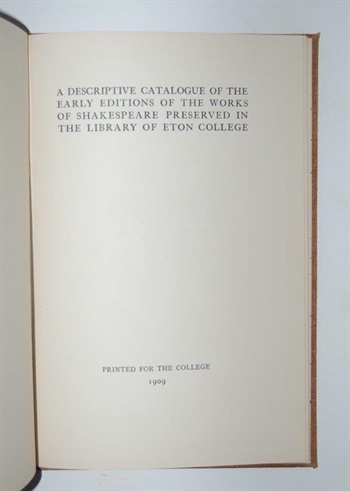 A DESCRIPTIVE CATALOGUE OF THE
EARLY EDITIONS OF THE WORKS
OF SHAKESPEARE PRESERVED IN
THE LIBRARY OF ETON COLLEGE
PRINTED FOR THE COLLEGE
1909